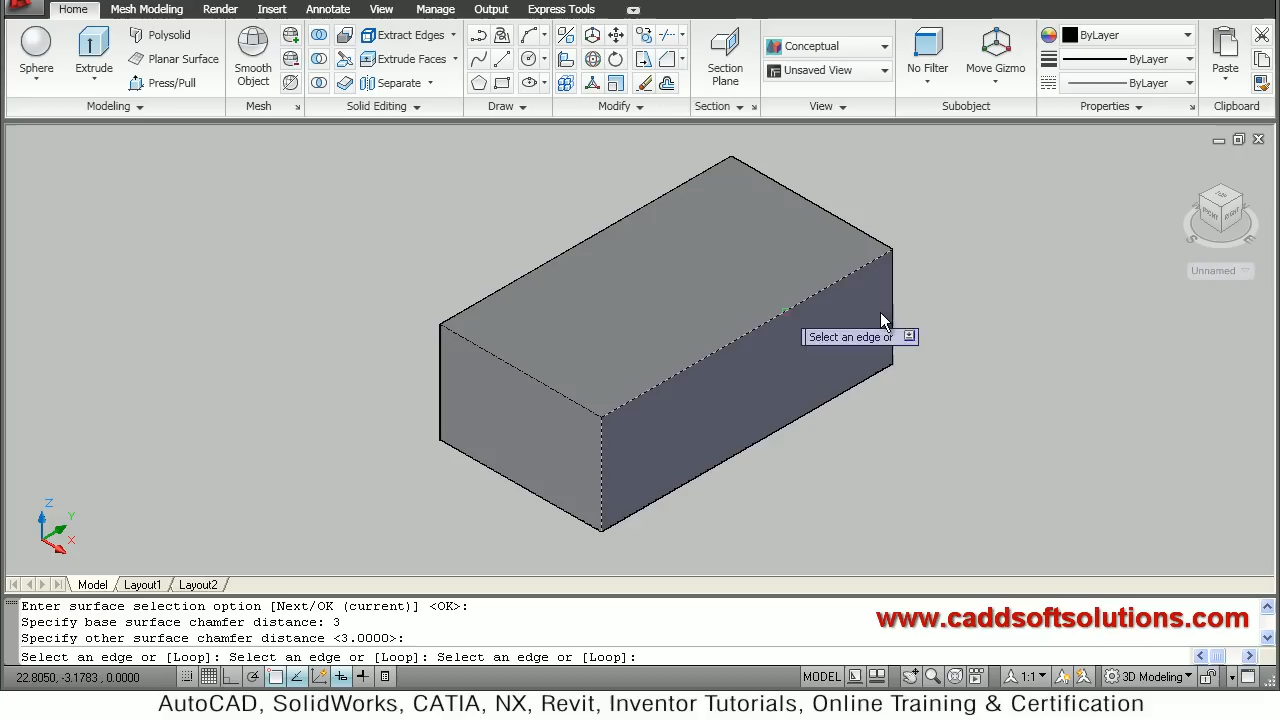 Home Mesh Modeling Render Insert Annotate View Manage Output Express Tools
Sphere
Extrude
Polysolid
Planar Surface
Press/Pull
Smooth Object
Extract Edges
Extrude Faces
Separate
Section Plane
Conceptual
Unsaved View
No Filter
Move Gizmo
ByLayer
ByLayer
ByLayer
Paste
Modeling Mesh Solid Editing Draw Modify Section View Subobject Properties Clipboard
TOP
FRONT RIGHT
S E
Unnamed
Select an edge or
Z
Y
X
Model Layout1 Layout2
Enter surface selection option [Next/OK (current)] <OK>:
Specify base surface chamfer distance: 3
Specify other surface chamfer distance <3.0000>:
Select an edge or [Loop]: Select an edge or [Loop]: Select an edge or [Loop]:
www.caddsoftsolutions.com
22.8050, -3.1783, 0.0000
MODEL
1:1
3D Modeling
AutoCAD, SolidWorks, CATIA, NX, Revit, Inventor Tutorials, Online Training & Certification